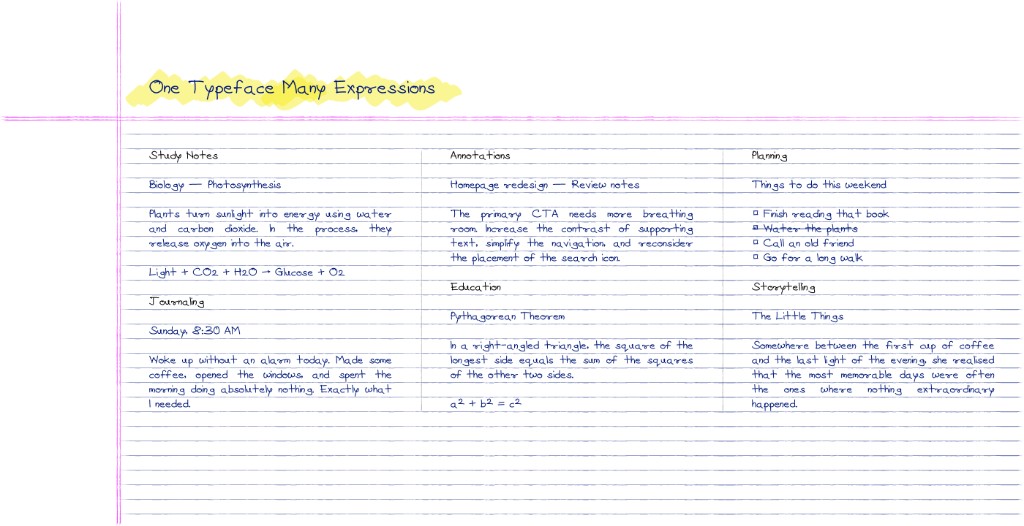 One Typeface Many Expressions
Study Notes
Biology — Photosynthesis
Plants turn sunlight into energy using water
and carbon dioxide. In the process, they
release oxygen into the air.
Light + CO2 + H2O → Glucose + O2
Journaling
Sunday, 8:30 AM
Woke up without an alarm today. Made some
coffee, opened the windows, and spent the
morning doing absolutely nothing. Exactly what
I needed.
Annotations
Homepage redesign — Review notes
The primary CTA needs more breathing
room. Increase the contrast of supporting
text, simplify the navigation, and reconsider
the placement of the search icon.
Education
Pythagorean Theorem
In a right-angled triangle, the square of the
longest side equals the sum of the squares
of the other two sides.
a² + b² = c²
Planning
Things to do this weekend
Finish reading that book
Water the plants
Call an old friend
Go for a long walk
Storytelling
The Little Things
Somewhere between the first cup of coffee
and the last light of the evening, she realised
that the most memorable days were often
the ones where nothing extraordinary
happened.